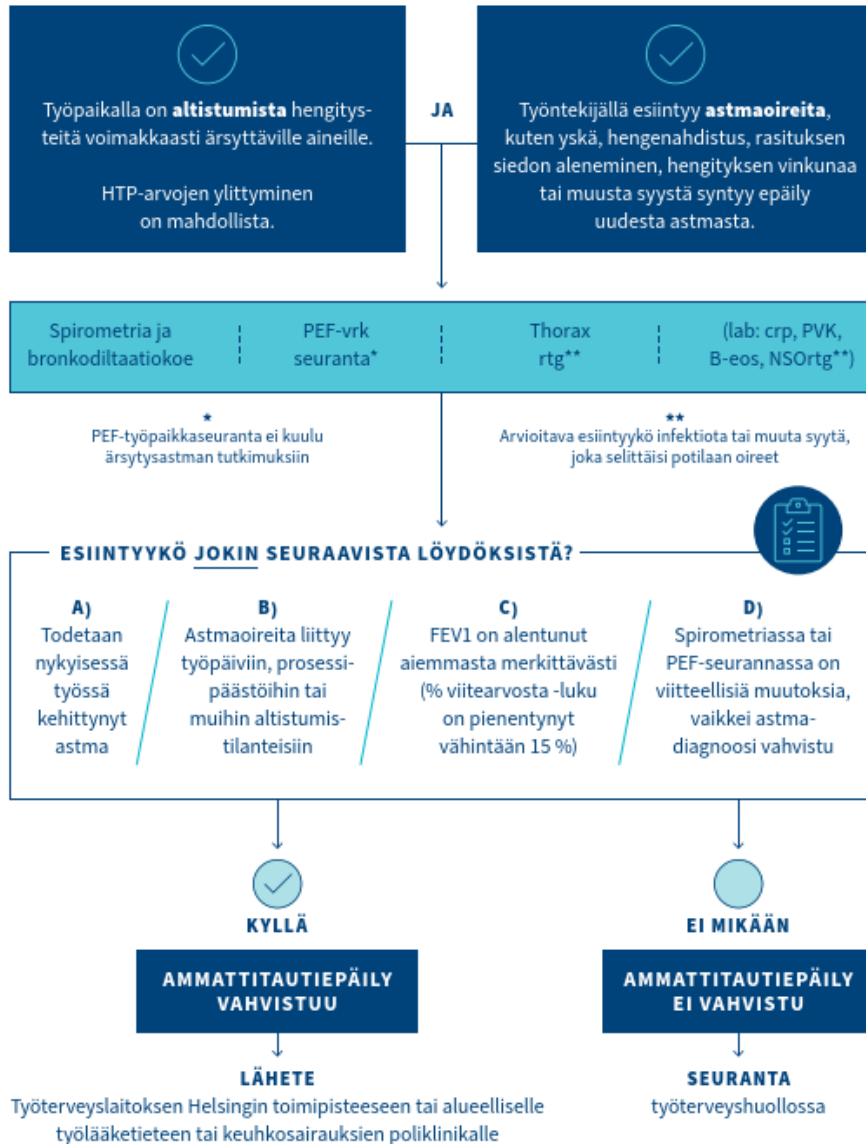 Työpaikalla on altistumista hengitys-
teitä voimakkaasti ärsyttäville aineille.
HTP-arvojen ylittyminen
on mahdollista.
JA
Työntekijällä esiintyy astmaoireita,
kuten yskä, hengenahdistus, rasituksen
siedon aleneminen, hengityksen vinkunaa
tai muusta syystä syntyy epäily
uudesta astmasta.
Spirometria ja
bronkodiltaatiokoe
PEF-vrk
seuranta*
Thorax
rtg**
(lab: crp, PVK,
B-eos, NSOrtg**)
*
PEF-työpaikkaseuranta ei kuulu
ärsytysastman tutkimuksiin
**
Arvioitava esiintyykö infektiota tai muuta syytä,
joka selittäisi potilaan oireet
ESIINTYYKÖ JOKIN SEURAAVISTA LÖYDÖKSISTÄ?
A)
Todetaan
nykyisessä
työssä
kehittynyt
astma
B)
Astmaoireita liittyy
työpäiviin, prosessi-
päästöihin tai
muihin altistumis-
tilanteisiin
C)
FEV1 on alentunut
aiemmasta merkittävästi
(% viitearvosta -luku
on pienentynyt
vähintään 15 %)
D)
Spirometriassa tai
PEF-seurannassa on
viitteellisiä muutoksia,
vaikkei astma-
diagnoosi vahvistu
KYLLÄ
AMMATTITAUTIEPÄILY
VAHVISTUU
LÄHETE
Työterveyslaitoksen Helsingin toimipisteeseen tai alueelliselle
työlääketieteen tai keuhkosairauksien poliklinikalle
EI MIKÄÄN
AMMATTITAUTIEPÄILY
EI VAHVISTU
SEURANTA
työterveyshuollossa